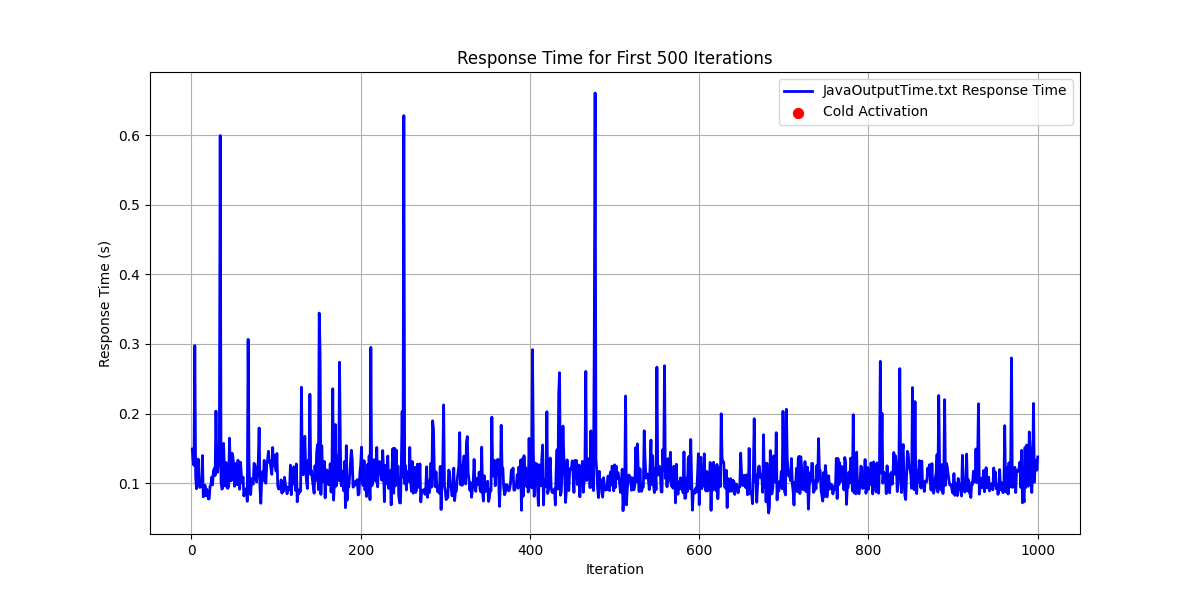 Response Time for First 500 Iterations
JavaOutputTime.txt Response Time
Cold Activation
0.6
0.5
0.4
0.3
0.2
0.1
Response Time (s)
0 200 400 600 800 1000
Iteration